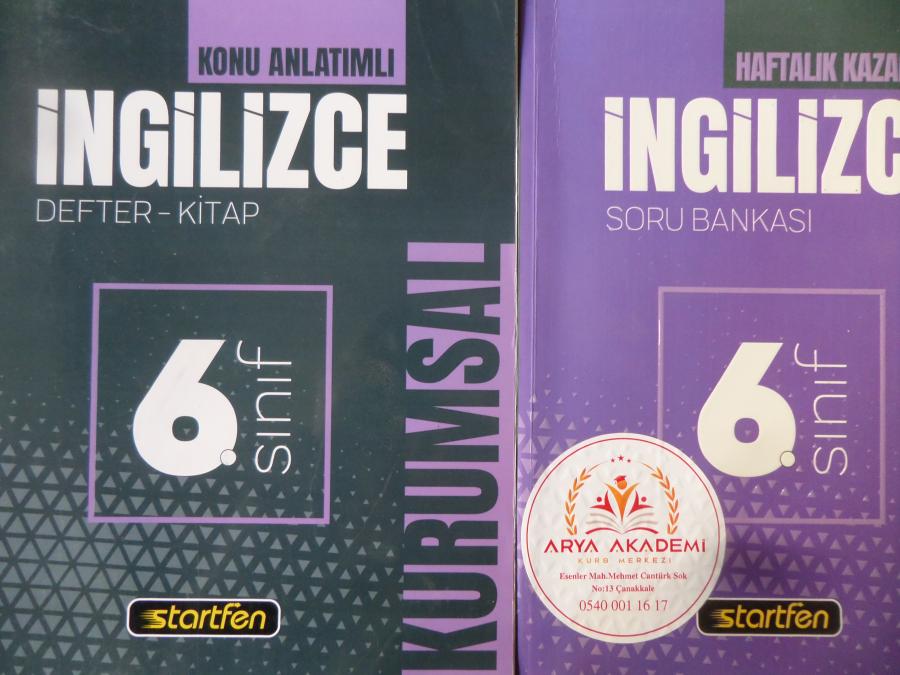 KONU ANLATIMLI
İNGİLİZCE
DEFTER - KİTAP
6.
sınıf
KURUMSAL
startfen
HAFTALIK
İNGİLİZC
SORU BANKASI
6.
sınıf
ARYA AKADEMİ
KURS MERKEZİ
Esenler Mah.Mehmet Cantürk Sok
No:13 Çanakkale
0540 001 16 17
startfen